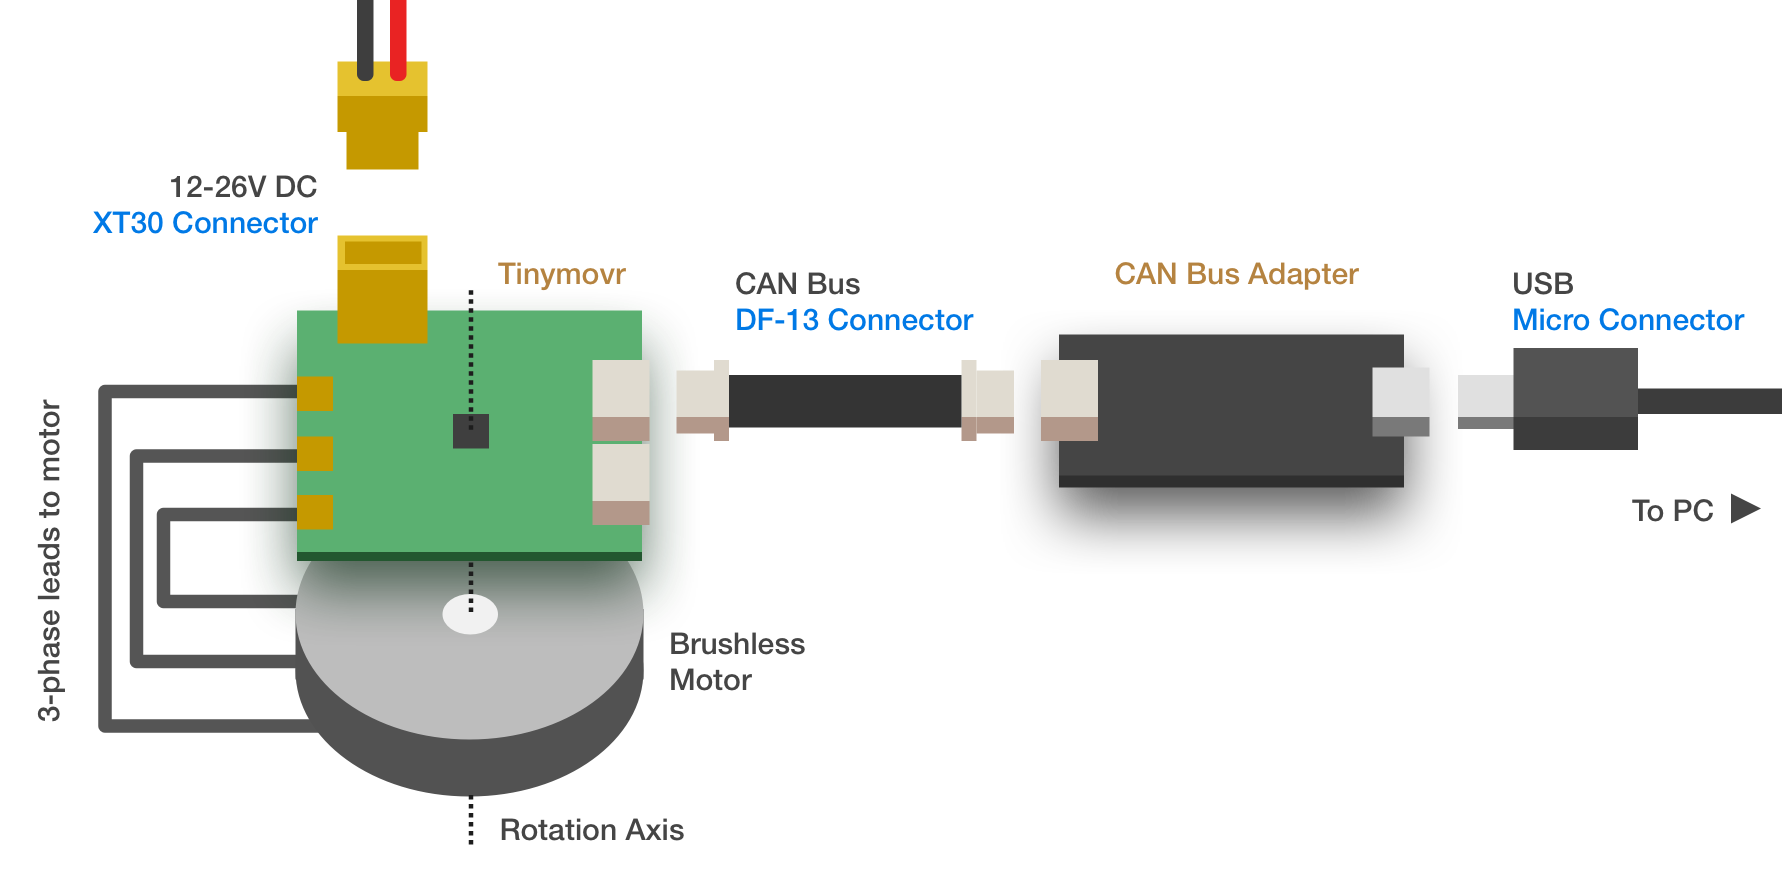 12-26V DC
XT30 Connector
Tinymovr
CAN Bus
DF-13 Connector
CAN Bus Adapter
USB
Micro Connector
3-phase leads to motor
To PC
Brushless
Motor
Rotation Axis